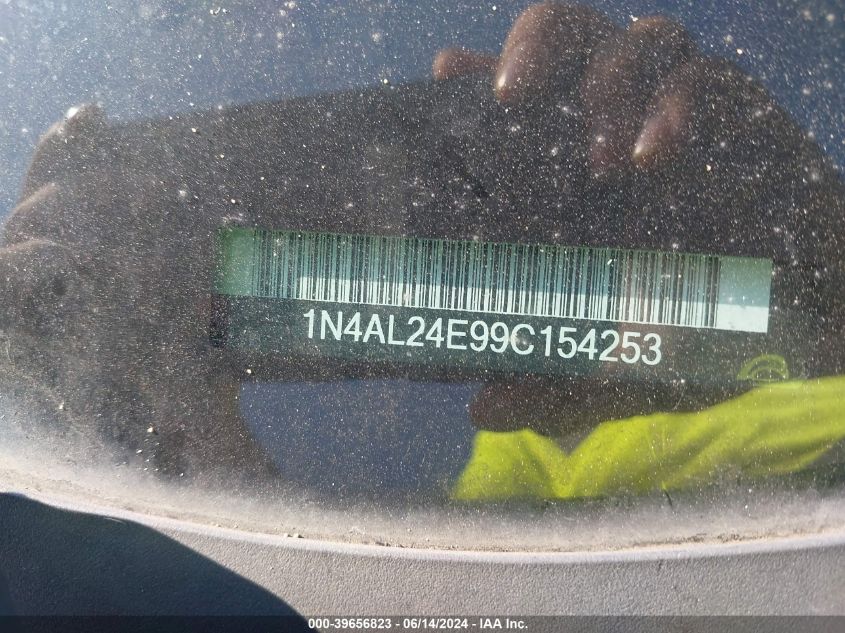 1N4AL24E99C154253
000-39656823 - 06/14/2024 - IAA Inc.